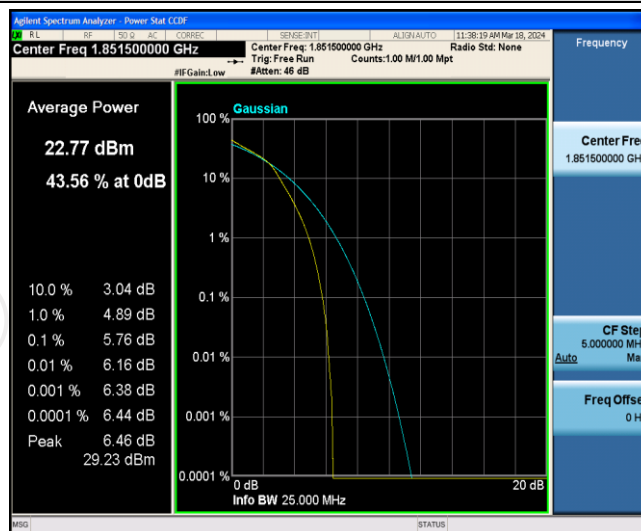 Agilent Spectrum Analyzer - Power Stat CCDF
RL RF 50 Ω AC CORREC SENSE:INT ALIGN AUTO 11:38:19 AM Mar 18, 2024
Center Freq 1.851500000 GHz
Center Freq: 1.851500000 GHz Radio Std: None
Trig: Free Run Counts:1.00 M/1.00 Mpt
#IFGain:Low #Atten: 46 dB
Frequency
Average Power
22.77 dBm
43.56 % at 0dB
10.0 % 3.04 dB
1.0 % 4.89 dB
0.1 % 5.76 dB
0.01 % 6.16 dB
0.001 % 6.38 dB
0.0001 % 6.44 dB
Peak 6.46 dB
29.23 dBm
Gaussian
100 %
10 %
1 %
0.1 %
0.01 %
0.001 %
0.0001 %
0 dB 20 dB
Info BW 25.000 MHz
Center Fre
1.851500000 GH
CF Ste
5.000000 MH
Auto Ma
Freq Offse
0 H
MSG STATUS